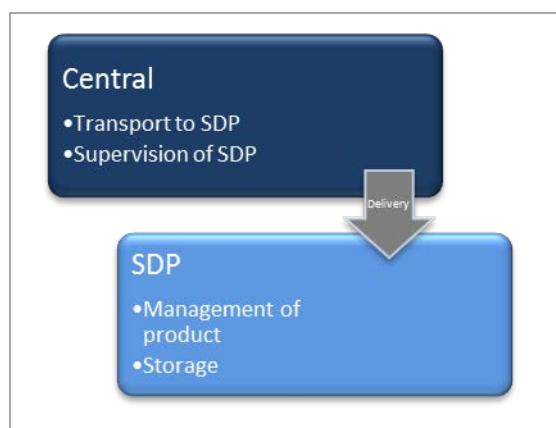 Central
•Transport to SDP
•Supervision of SDP
Delivery
SDP
•Management of
product
•Storage